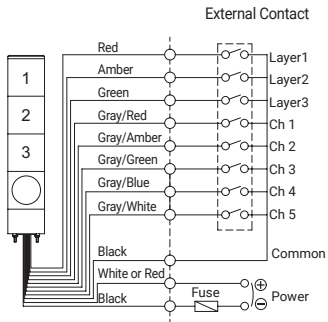 External Contact
Red
Layer1
Amber
Layer2
Green
Layer3
Gray/Red
Ch 1
Gray/Amber
Ch 2
Gray/Green
Ch 3
Gray/Blue
Ch 4
Gray/White
Ch 5
1
2
3
Black
Common
White or Red
Black
Fuse
Power